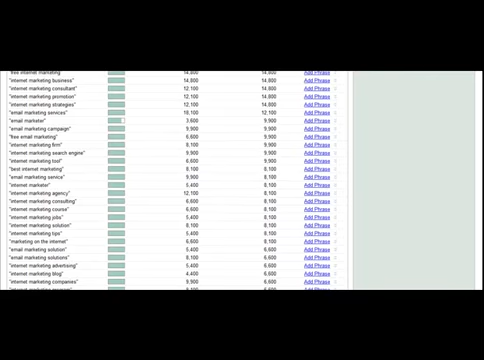 "free internet marketing" 14,800 14,800 Add Phrase
"internet marketing business" 14,800 14,800 Add Phrase
"internet marketing consultant" 12,100 14,800 Add Phrase
"internet marketing promotion" 12,100 14,800 Add Phrase
"internet marketing strategies" 12,100 14,800 Add Phrase
"email marketing services" 18,100 12,100 Add Phrase
"email marketer" 3,600 9,900 Add Phrase
"email marketing campaign" 9,900 9,900 Add Phrase
"free email marketing" 6,600 9,900 Add Phrase
"internet marketing firm" 8,100 9,900 Add Phrase
"internet marketing search engine" 9,900 9,900 Add Phrase
"internet marketing tool" 6,600 9,900 Add Phrase
"best internet marketing" 8,100 8,100 Add Phrase
"email marketing service" 9,900 8,100 Add Phrase
"internet marketer" 5,400 8,100 Add Phrase
"internet marketing agency" 12,100 8,100 Add Phrase
"internet marketing consulting" 6,600 8,100 Add Phrase
"internet marketing course" 6,600 8,100 Add Phrase
"internet marketing jobs" 5,400 8,100 Add Phrase
"internet marketing solution" 8,100 8,100 Add Phrase
"internet marketing tips" 5,400 8,100 Add Phrase
"marketing on the internet" 6,600 8,100 Add Phrase
"email marketing solution" 5,400 6,600 Add Phrase
"email marketing solutions" 8,100 6,600 Add Phrase
"internet marketing advertising" 5,400 6,600 Add Phrase
"internet marketing blog" 4,400 6,600 Add Phrase
"internet marketing companies" 9,900 6,600 Add Phrase
"internet marketing 8,100 6,600 Add Phrase